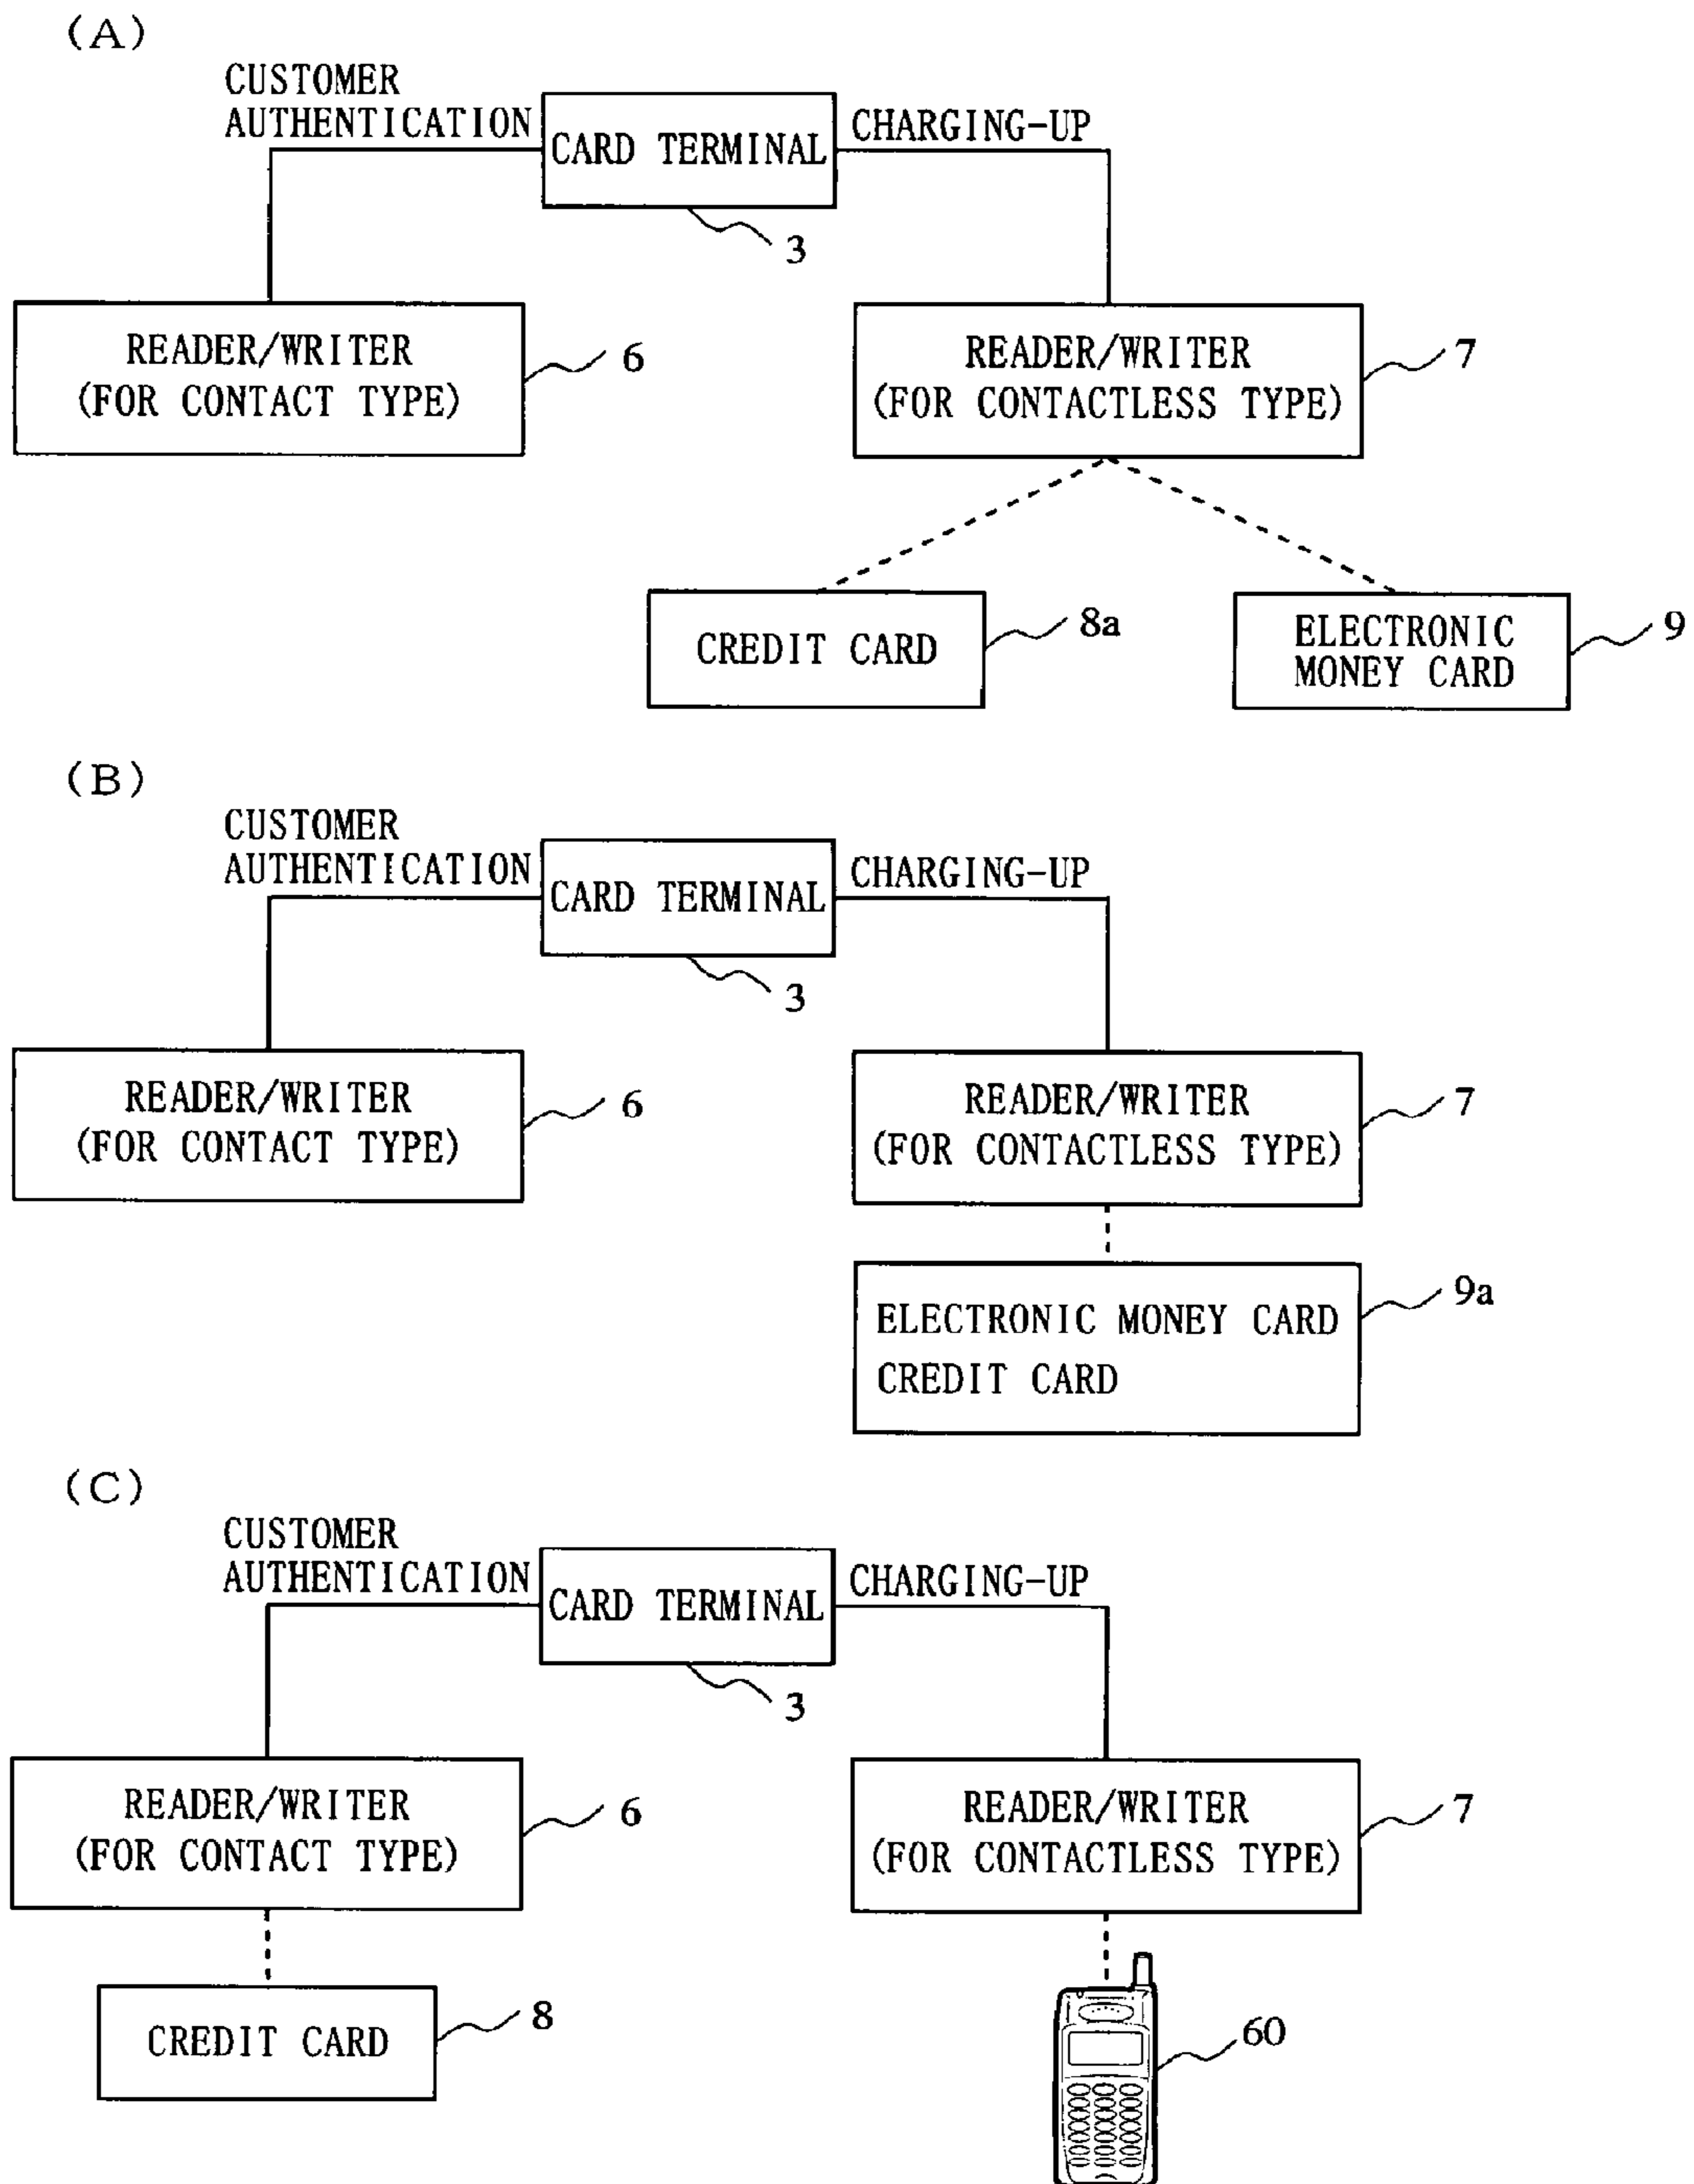 (A)
CUSTOMER
AUTHENTICATION
CARD TERMINAL
CHARGING-UP
3
READER/WRITER
(FOR CONTACT TYPE)
6
READER/WRITER
(FOR CONTACTLESS TYPE)
7
CREDIT CARD
8a
ELECTRONIC
MONEY CARD
9
(B)
CUSTOMER
AUTHENTICATION
CARD TERMINAL
CHARGING-UP
3
READER/WRITER
(FOR CONTACT TYPE)
6
READER/WRITER
(FOR CONTACTLESS TYPE)
7
ELECTRONIC MONEY CARD
CREDIT CARD
9a
(C)
CUSTOMER
AUTHENTICATION
CARD TERMINAL
CHARGING-UP
3
READER/WRITER
(FOR CONTACT TYPE)
6
READER/WRITER
(FOR CONTACTLESS TYPE)
7
CREDIT CARD
8
60